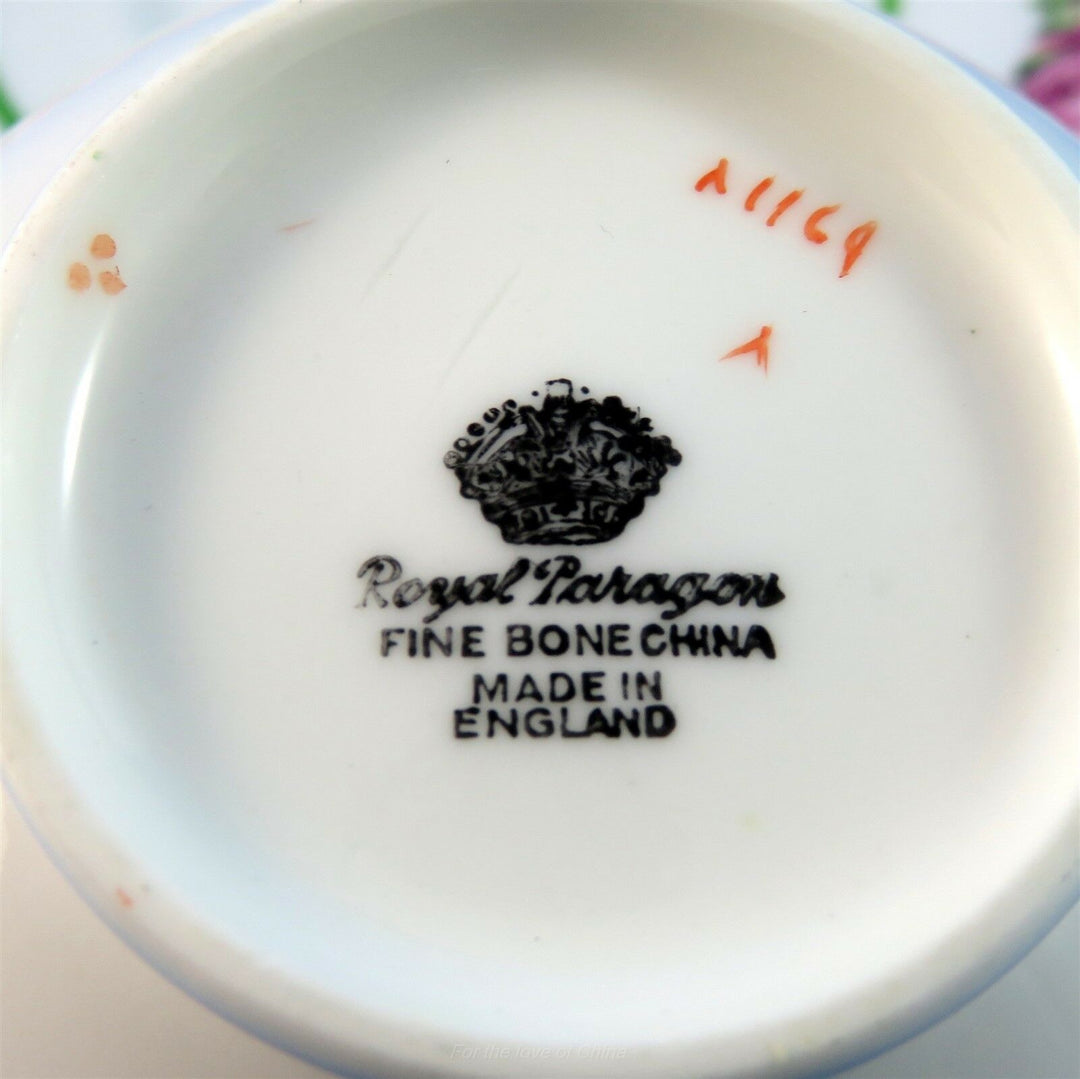 A1169
A
Royal Paragon
FINE BONE CHINA
MADE IN
ENGLAND
For the love of China